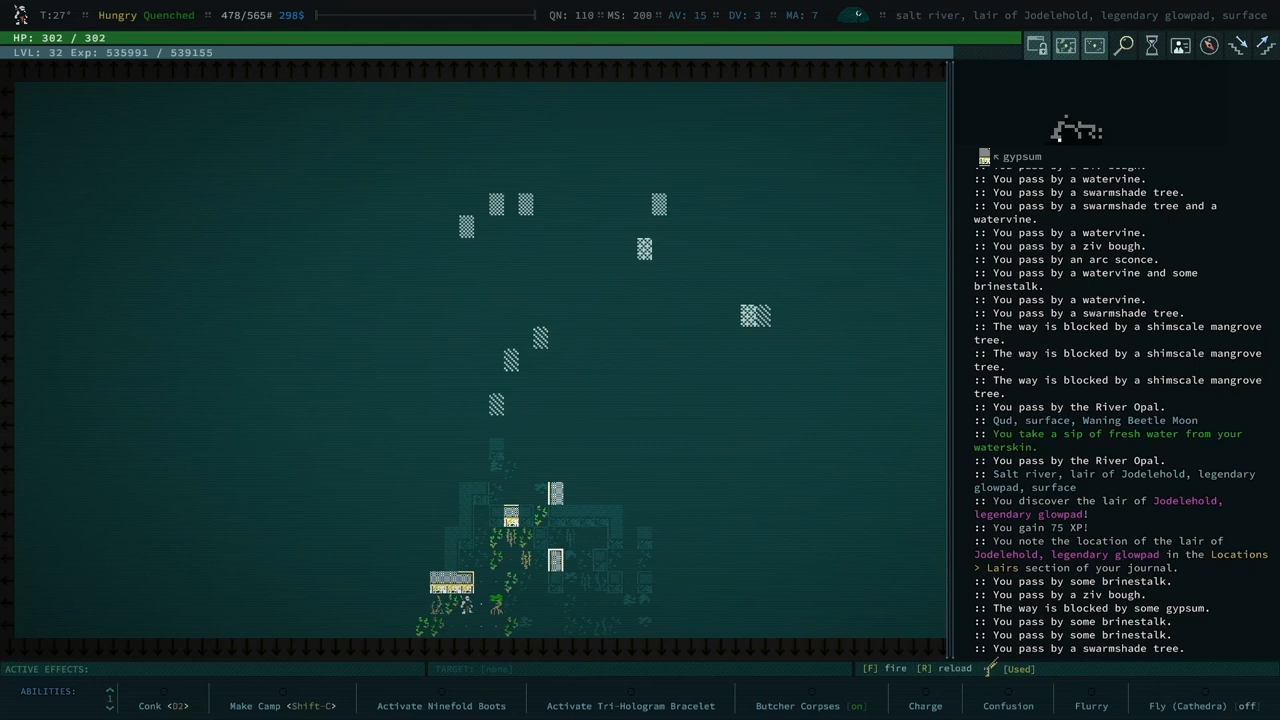 T:27° :: Hungry Quenched :: 478/565# 298$ QN: 110 :: MS: 200 :: AV: 15 :: DV: 3 :: MA: 7 :: salt river, lair of Jodelehold, legendary glowpad, surface
HP: 302 / 302
LVL: 32 Exp: 535991 / 539155
gypsum
:: You pass by a watervine.
:: You pass by a swarmshade tree.
:: You pass by a swarmshade tree and a
watervine.
:: You pass by a watervine.
:: You pass by a ziv bough.
:: You pass by an arc sconce.
:: You pass by a watervine and some
brinestalk.
:: You pass by a watervine.
:: You pass by a swarmshade tree.
:: The way is blocked by a shimscale mangrove
tree.
:: The way is blocked by a shimscale mangrove
tree.
:: The way is blocked by a shimscale mangrove
tree.
:: You pass by the River Opal.
:: Qud, surface, Waning Beetle Moon
:: You take a sip of fresh water from your
waterskin.
:: You pass by the River Opal.
:: Salt river, lair of Jodelehold, legendary
glowpad, surface
:: You discover the lair of Jodelehold,
legendary glowpad!
:: You gain 75 XP!
:: You note the location of the lair of
Jodelehold, legendary glowpad in the Locations
> Lairs section of your journal.
:: You pass by some brinestalk.
:: You pass by a ziv bough.
:: The way is blocked by some gypsum.
:: You pass by some brinestalk.
:: You pass by some brinestalk.
:: You pass by a swarmshade tree.
ACTIVE EFFECTS: TARGET: [none] [F] fire [R] reload [Used]
ABILITIES: 1 Conk <02> Make Camp <Shift-C> Activate Ninefold Boots Activate Tri-Hologram Bracelet Butcher Corpses [on] Charge Confusion Flurry Fly (Cathedra) [off